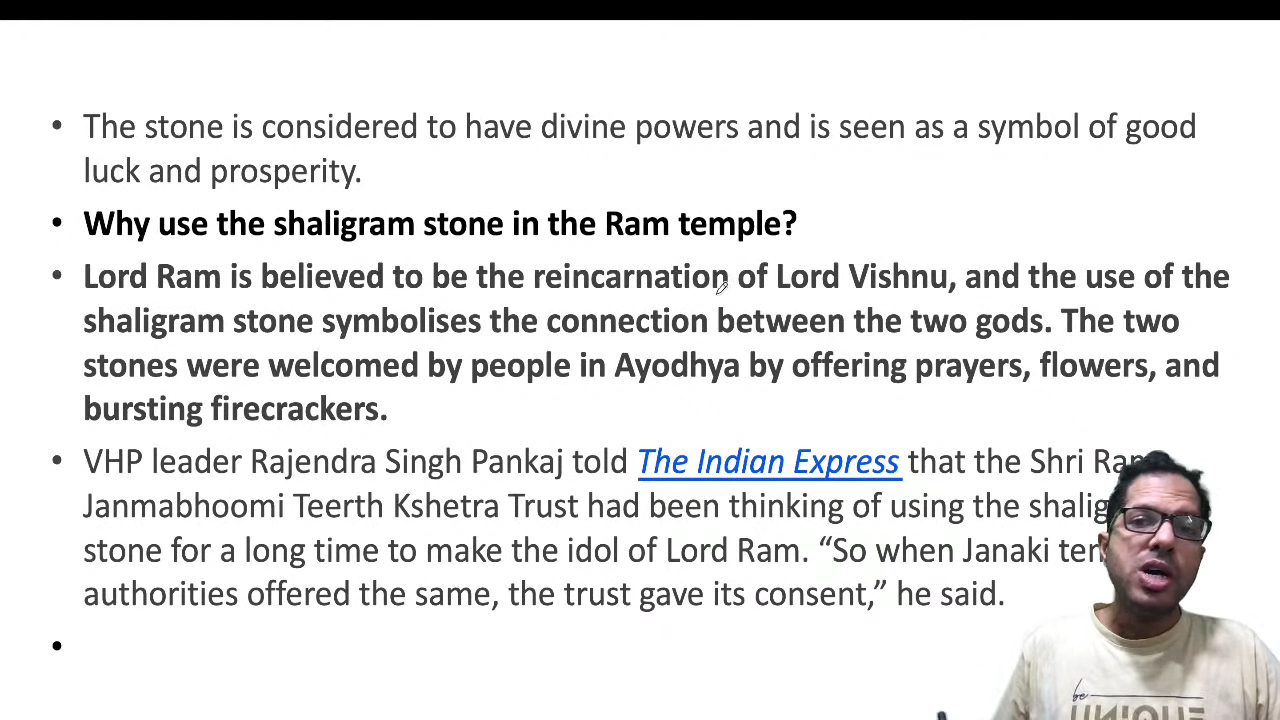 • The stone is considered to have divine powers and is seen as a symbol of good
luck and prosperity.
• Why use the shaligram stone in the Ram temple?
• Lord Ram is believed to be the reincarnation of Lord Vishnu, and the use of the
shaligram stone symbolises the connection between the two gods. The two
stones were welcomed by people in Ayodhya by offering prayers, flowers, and
bursting firecrackers.
• VHP leader Rajendra Singh Pankaj told The Indian Express that the Shri Ram
Janmabhoomi Teerth Kshetra Trust had been thinking of using the
stone for a long time to make the idol of Lord Ram. “So when Janaki
authorities offered the same, the trust gave its consent,” he said.
•
be
UNIQUE